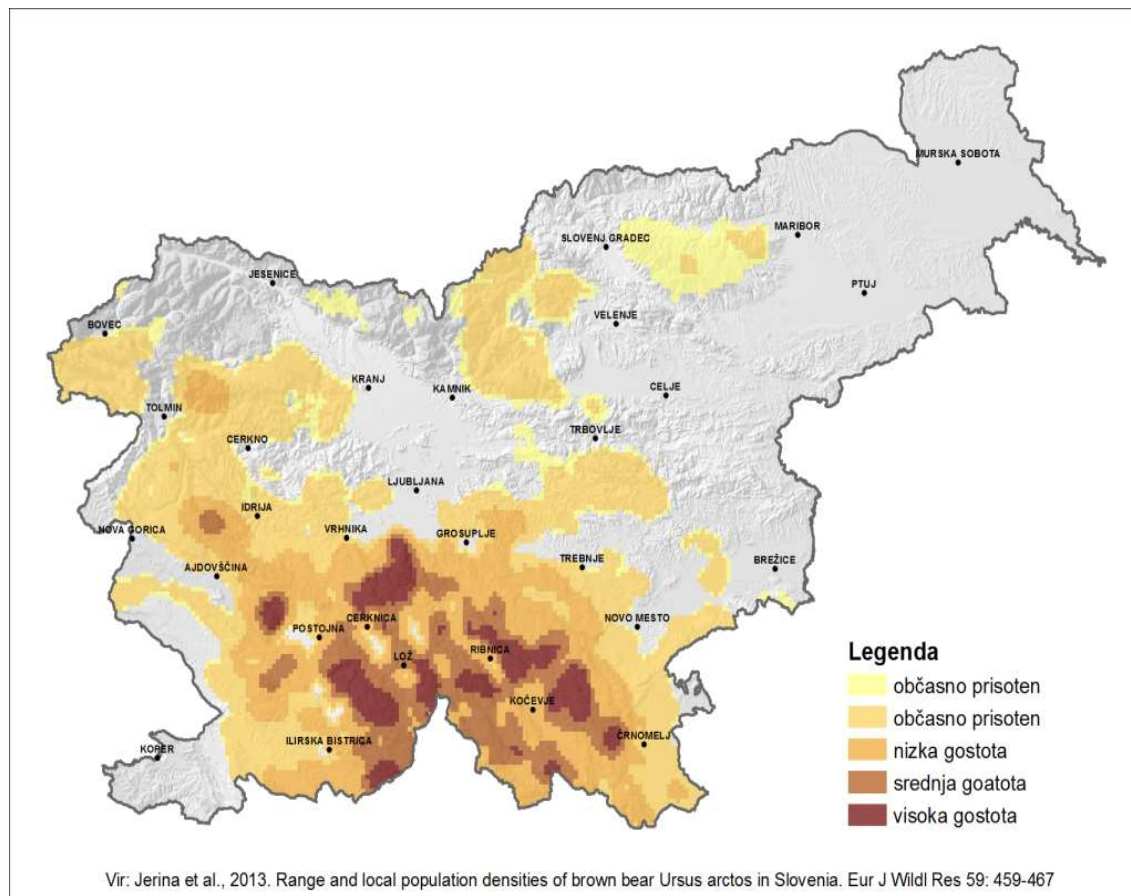 MURSKA SOBOTA
MARIBOR
SLOVENJ GRADEC
JESENICE
PTUJ
VELENJE
BOVEC
KRANJ
KAMNIK
CELJE
TOLMIN
TRBOVLJE
CERKNO
LJUBLJANA
IDRIJA
NOVA GORICA
VRHNIKA
GROSUPLJE
TREBNJE
BREŽICE
AJDOVŠČINA
CERKNICA
NOVO MESTO
POSTOJNA
RIBNICA
LOŽ
KOČEVJE
ČRNOMELJ
ILIRSKA BISTRICA
KOPER
Legenda
občasno prisoten
občasno prisoten
nizka gostota
srednja goatota
visoka gostota
Vir: Jerina et al., 2013. Range and local population densities of brown bear Ursus arctos in Slovenia. Eur J Wildl Res 59: 459-467